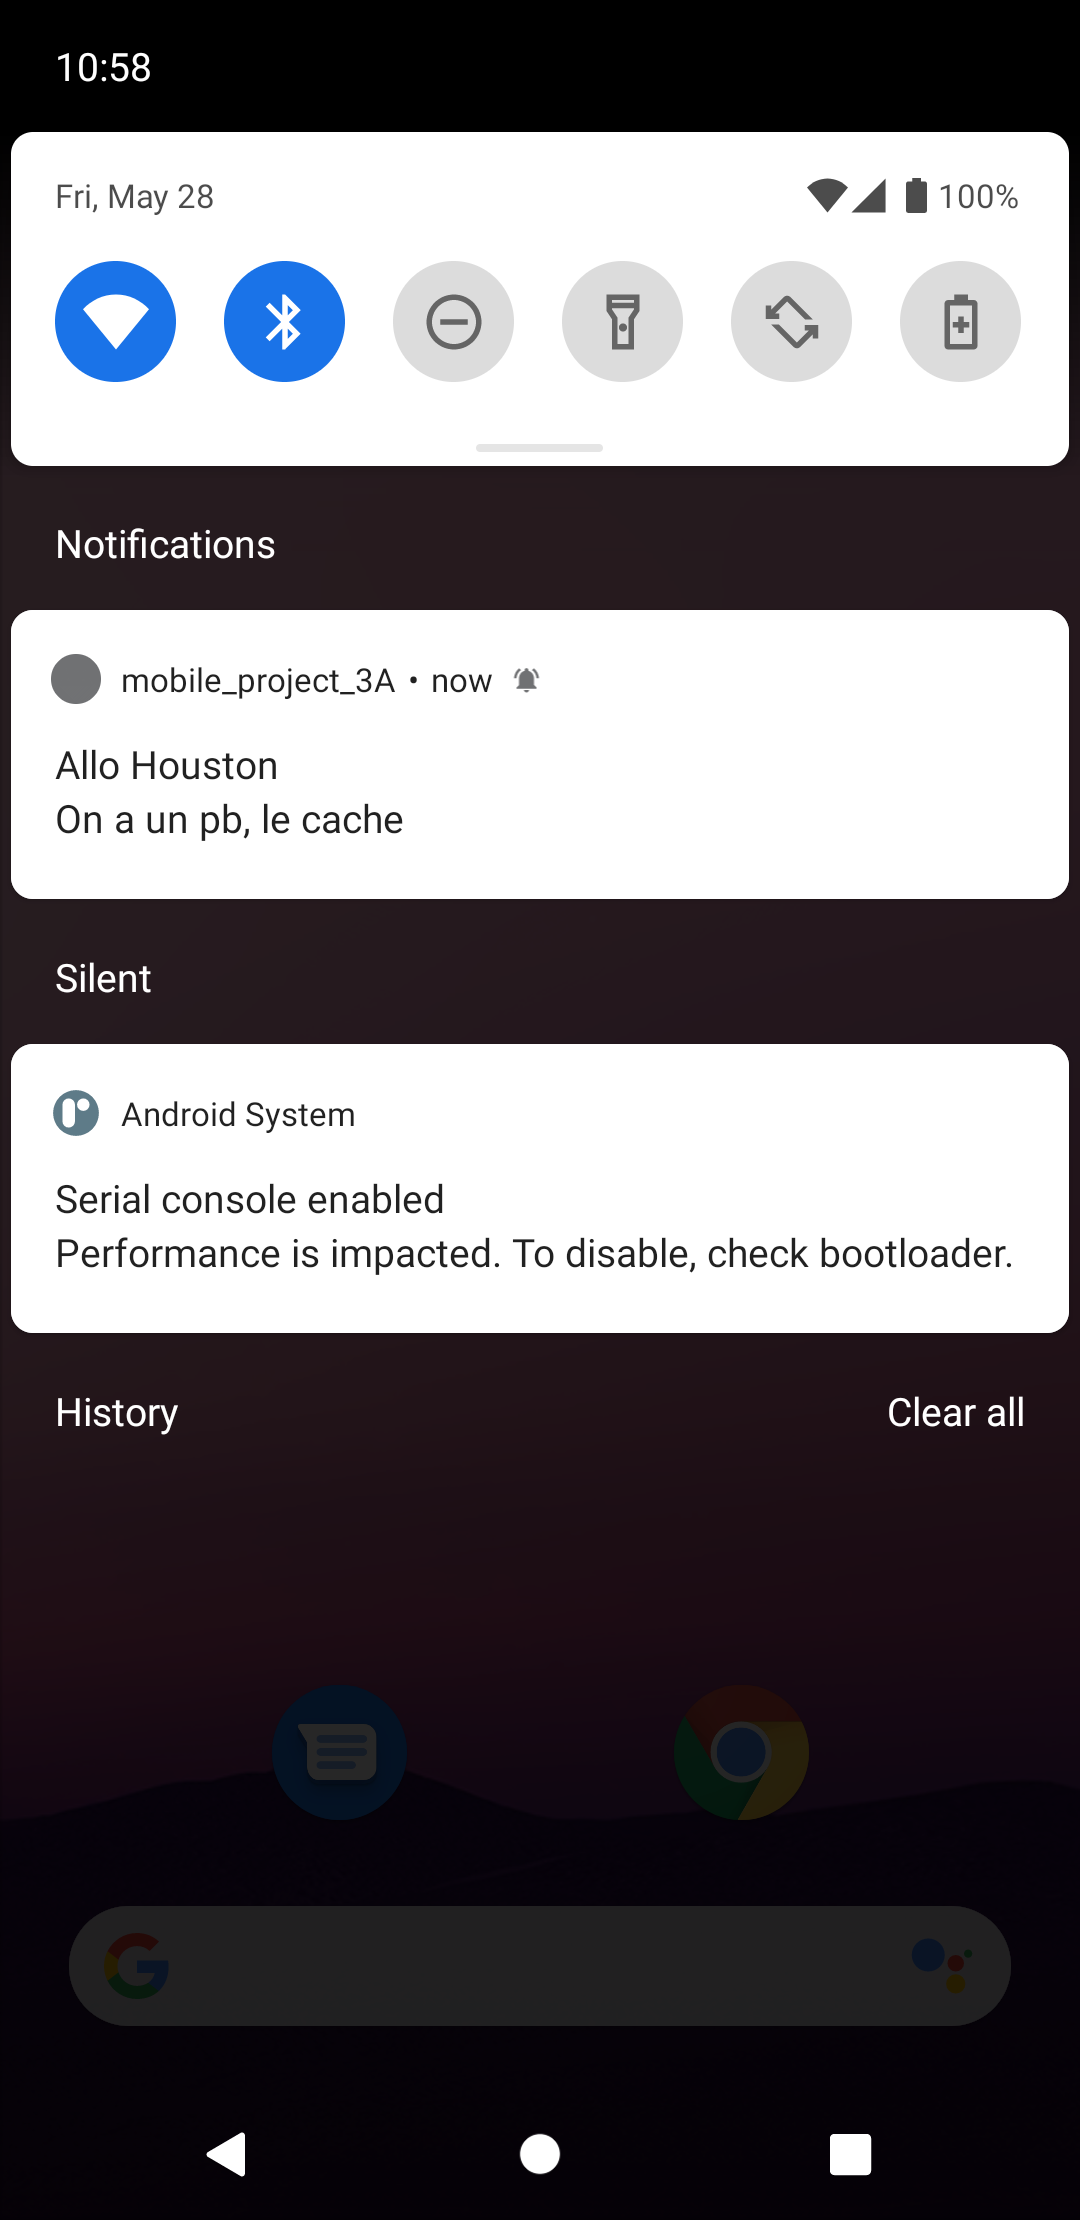 10:58
Fri, May 28
100%
Notifications
mobile_project_3A • now
Allo Houston
On a un pb, le cache
Silent
Android System
Serial console enabled
Performance is impacted. To disable, check bootloader.
History
Clear all